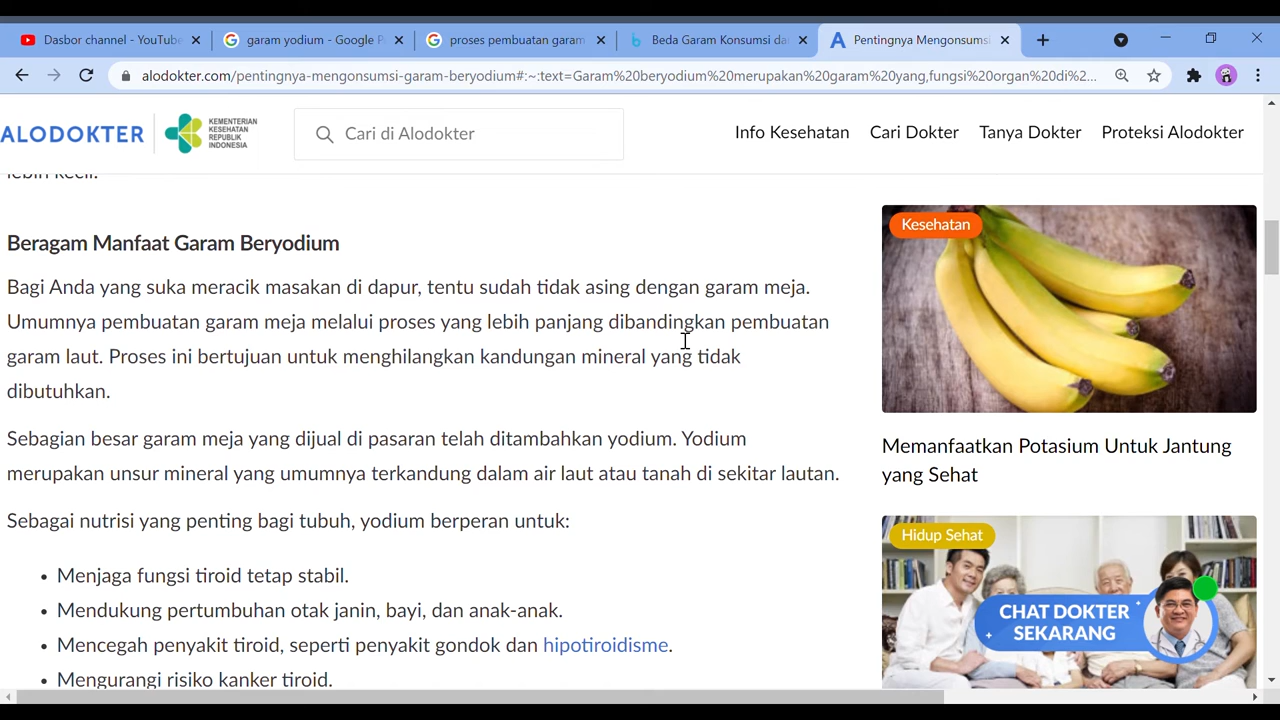 Dasbor channel - YouTube
garam yodium - Google P
proses pembuatan garam
Beda Garam Konsumsi da
Pentingnya Mengonsumsi
alodokter.com/pentingnya-mengonsumsi-garam-beryodium#:~:text=Garam%20beryodium%20merupakan%20garam%20yang,fungsi%20organ%20di%2...
ALODOKTER
KEMENTERIAN
KESEHATAN
REPUBLIK
INDONESIA
Cari di Alodokter
Info Kesehatan
Cari Dokter
Tanya Dokter
Proteksi Alodokter
lebih kecil.
Beragam Manfaat Garam Beryodium
Bagi Anda yang suka meracik masakan di dapur, tentu sudah tidak asing dengan garam meja.
Umumnya pembuatan garam meja melalui proses yang lebih panjang dibandingkan pembuatan
garam laut. Proses ini bertujuan untuk menghilangkan kandungan mineral yang tidak
dibutuhkan.
Sebagian besar garam meja yang dijual di pasaran telah ditambahkan yodium. Yodium
merupakan unsur mineral yang umumnya terkandung dalam air laut atau tanah di sekitar lautan.
Sebagai nutrisi yang penting bagi tubuh, yodium berperan untuk:
• Menjaga fungsi tiroid tetap stabil.
• Mendukung pertumbuhan otak janin, bayi, dan anak-anak.
• Mencegah penyakit tiroid, seperti penyakit gondok dan hipotiroidisme.
• Mengurangi risiko kanker tiroid.
Kesehatan
Memanfaatkan Potasium Untuk Jantung
yang Sehat
Hidup Sehat
CHAT DOKTER
SEKARANG